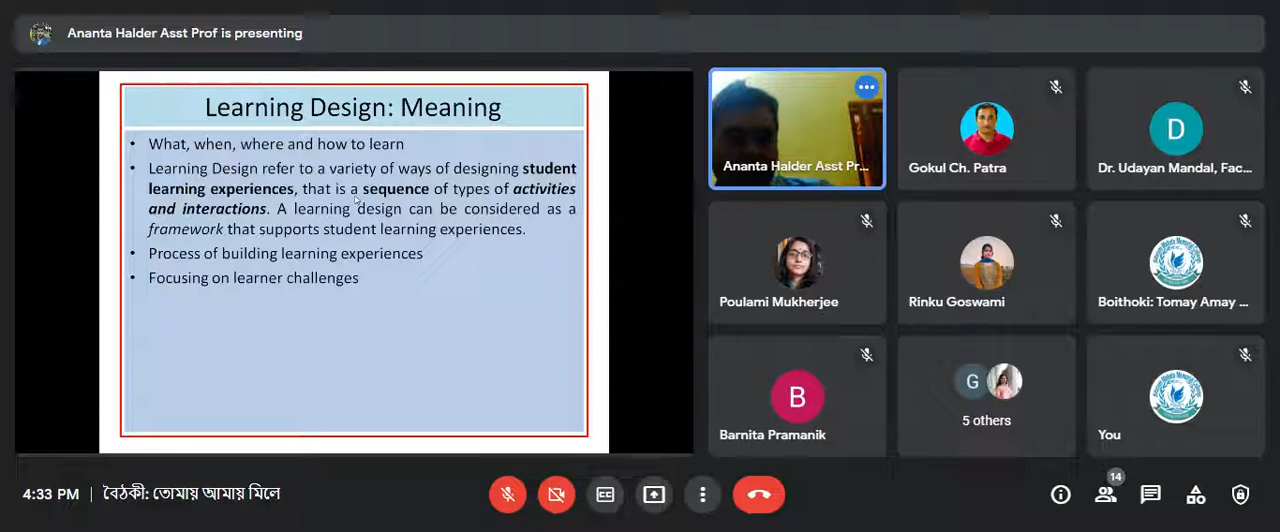 Ananta Halder Asst Prof is presenting
Learning Design: Meaning
• What, when, where and how to learn
• Learning Design refer to a variety of ways of designing student
learning experiences, that is a sequence of types of activities
and interactions. A learning design can be considered as a
framework that supports student learning experiences.
• Process of building learning experiences
• Focusing on learner challenges
Ananta Halder Asst Pr...
Gokul Ch. Patra
D
Dr. Udayan Mandal, Fac...
Poulami Mukherjee
Rinku Goswami
Boithoki: Tomay Amay ...
B
Barnita Pramanik
G
5 others
You
4:33 PM | বৈঠকী: তোমায় আমায় মিলে
14